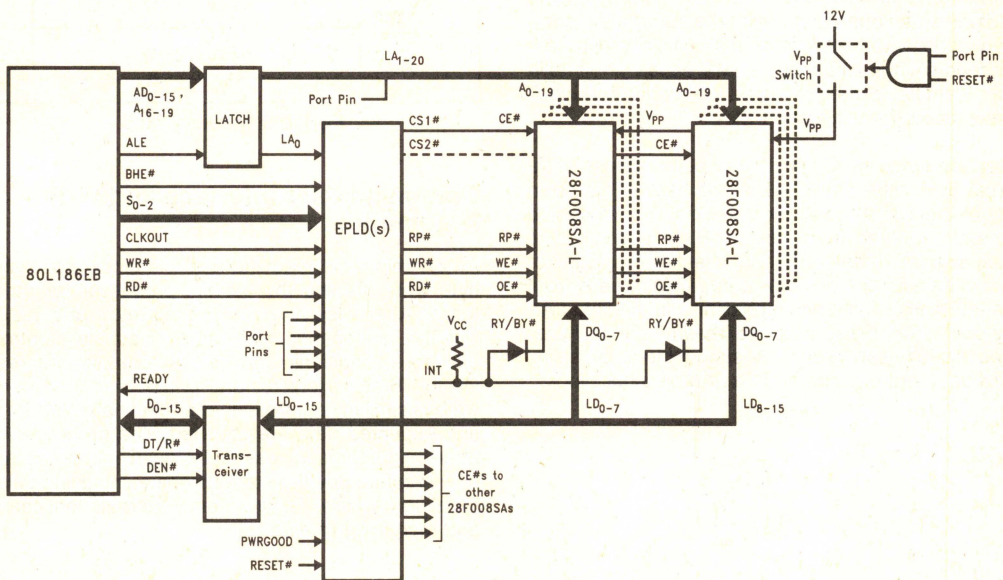 12V
VPP
Switch
Port Pin
RESET#
VPP
LA1-20
Port Pin
A0-19
A0-19
AD0-15,
A16-19
LATCH
ALE
LA0
BHE#
S0-2
CLKOUT
WR#
RD#
80L186EB
EPLD(s)
CS1#
CE#
VPP
CS2#
CE#
RP#
RP#
RP#
WR#
WE#
WE#
RD#
OE#
OE#
28F008SA-L
28F008SA-L
Port
Pins
VCC
RY/BY#
DQ0-7
RY/BY#
DQ0-7
INT
READY
D0-15
LD0-15
LD0-7
LD8-15
DT/R#
DEN#
Trans-
ceiver
CE#s to
other
28F008SAs
PWRGOOD
RESET#